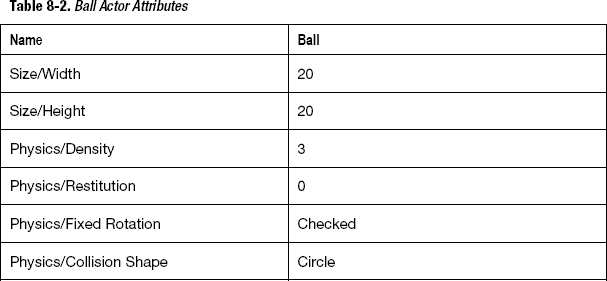 Table 8-2. Ball Actor Attributes
Name Ball
Size/Width 20
Size/Height 20
Physics/Density 3
Physics/Restitution 0
Physics/Fixed Rotation Checked
Physics/Collision Shape Circle